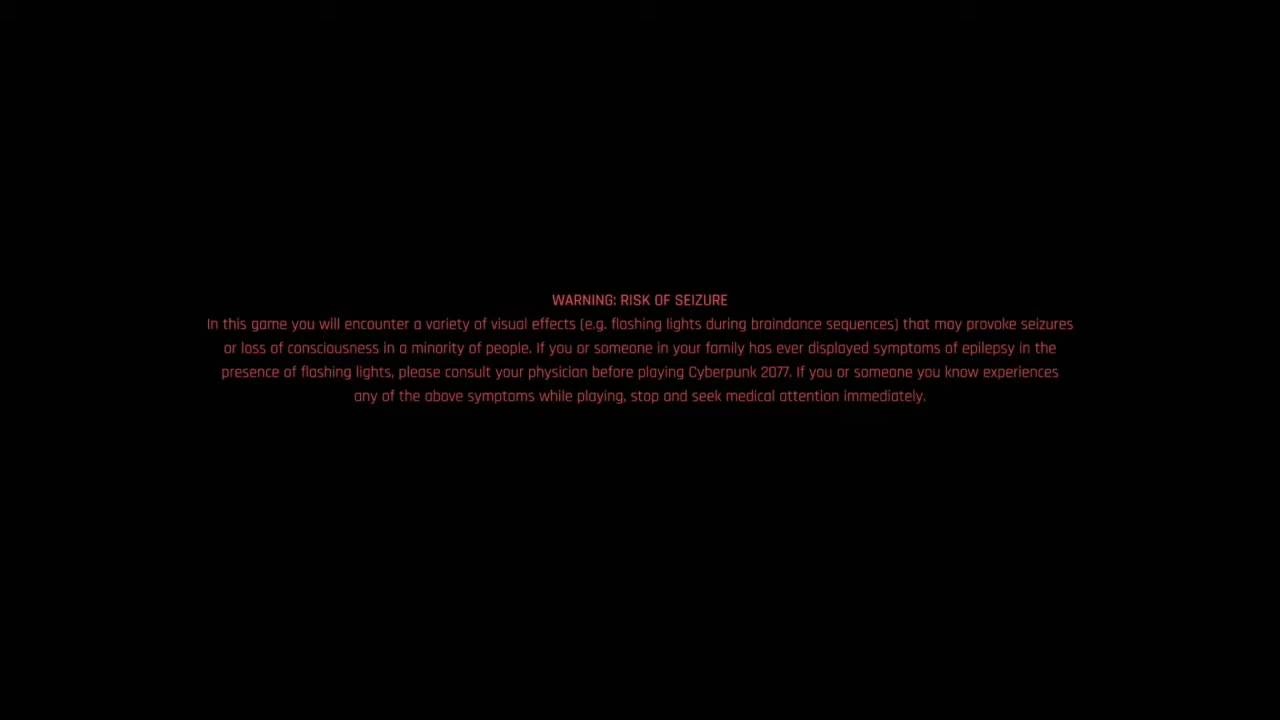 WARNING: RISK OF SEIZURE
In this game you will encounter a variety of visual effects (e.g. flashing lights during braindance sequences) that may provoke seizures
or loss of consciousness in a minority of people. If you or someone in your family has ever displayed symptoms of epilepsy in the
presence of flashing lights, please consult your physician before playing Cyberpunk 2077. If you or someone you know experiences
any of the above symptoms while playing, stop and seek medical attention immediately.